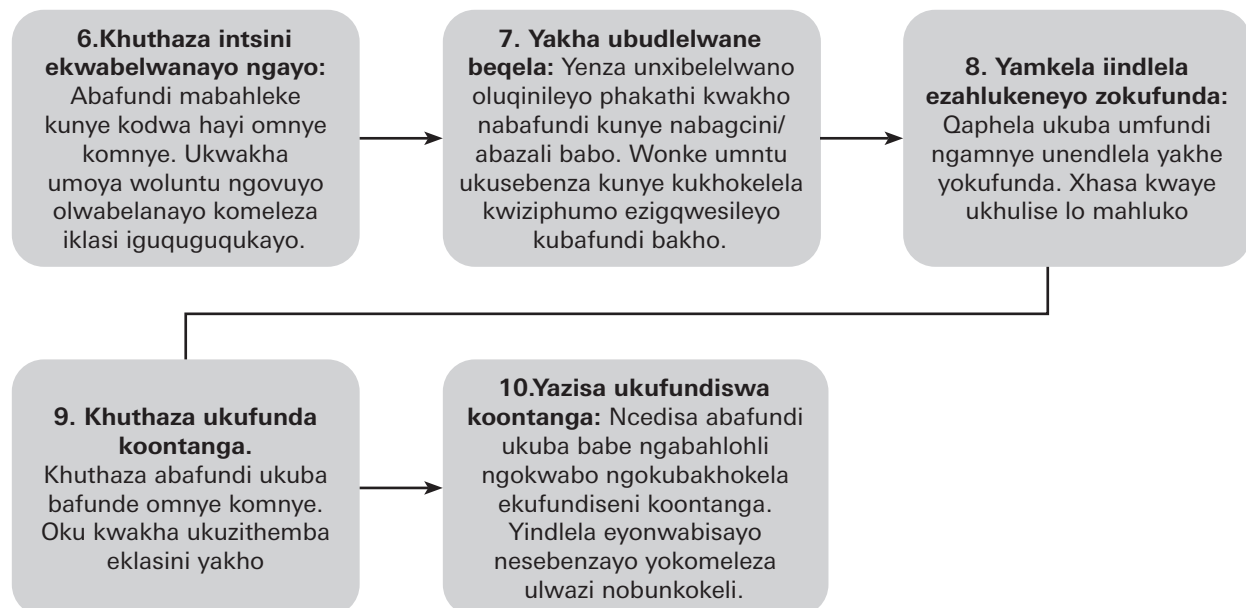 6.Khuthaza intsini
ekwabelwanayo ngayo:
Abafundi mabahleke
kunye kodwa hayi omnye
komnye. Ukwakha
umoya woluntu ngovuyo
olwabelanayo komeleza
iklasi iguquguqukayo.
7. Yakha ubudlelwane
beqela: Yenza unxibelelwano
oluqinileyo phakathi kwakho
nabafundi kunye nabagcini/
abazali babo. Wonke umntu
ukusebenza kunye kukhokelela
kwiziphumo ezigqwesileyo
kubafundi bakho.
8. Yamkela iindlela
ezahlukeneyo zokufunda:
Qaphela ukuba umfundi
ngamnye unendlela yakhe
yokufunda. Xhasa kwaye
ukhulise lo mahluko
9. Khuthaza ukufunda
koontanga.
Khuthaza abafundi ukuba
bafunde omnye komnye.
Oku kwakha ukuzithemba
eklasini yakho
10.Yazisa ukufundiswa
koontanga: Ncedisa abafundi
ukuba babe ngabahlohli
ngokwabo ngokubakhokela
ekufundiseni koontanga.
Yindlela eyonwabisayo
nesebenzayo yokomeleza
ulwazi nobunkokeli.